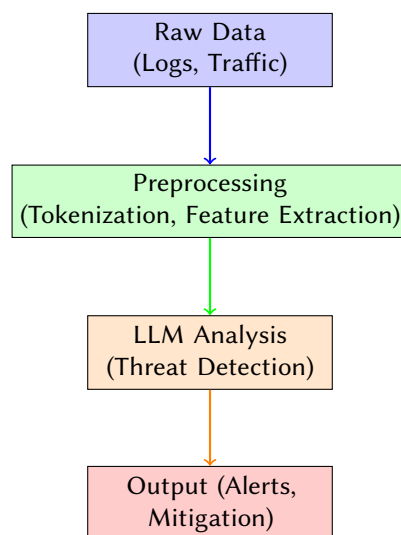 Raw Data
(Logs, Traffic)
Preprocessing
(Tokenization, Feature Extraction)
LLM Analysis
(Threat Detection)
Output (Alerts,
Mitigation)